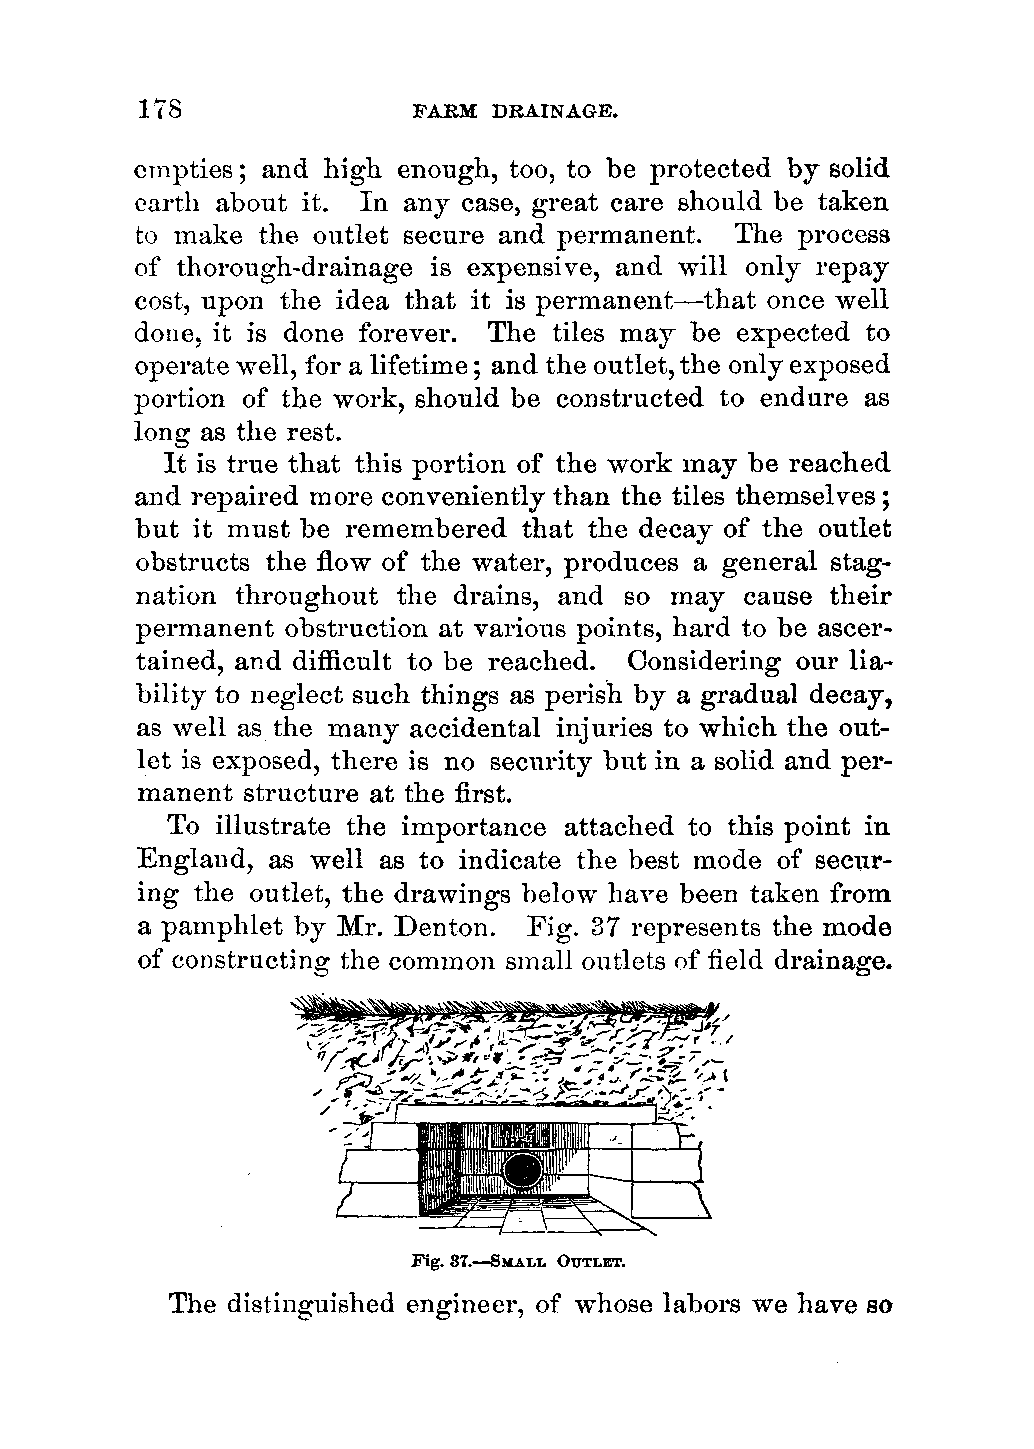 178 FARM DRAINAGE.
empties; and high enough, too, to be protected by solid
earth about it. In any case, great care should be taken
to make the outlet secure and permanent. The process
of thorough-drainage is expensive, and will only repay
cost, upon the idea that it is permanent—that once well
done, it is done forever. The tiles may be expected to
operate well, for a lifetime; and the outlet, the only exposed
portion of the work, should be constructed to endure as
long as the rest.
It is true that this portion of the work may be reached
and repaired more conveniently than the tiles themselves;
but it must be remembered that the decay of the outlet
obstructs the flow of the water, produces a general stag-
nation throughout the drains, and so may cause their
permanent obstruction at various points, hard to be ascer-
tained, and difficult to be reached. Considering our lia-
bility to neglect such things as perish by a gradual decay,
as well as the many accidental injuries to which the out-
let is exposed, there is no security but in a solid and per-
manent structure at the first.
To illustrate the importance attached to this point in
England, as well as to indicate the best mode of secur-
ing the outlet, the drawings below have been taken from
a pamphlet by Mr. Denton. Fig. 37 represents the mode
of constructing the common small outlets of field drainage.
Fig. 37.—SMALL OUTLET.
The distinguished engineer, of whose labors we have so